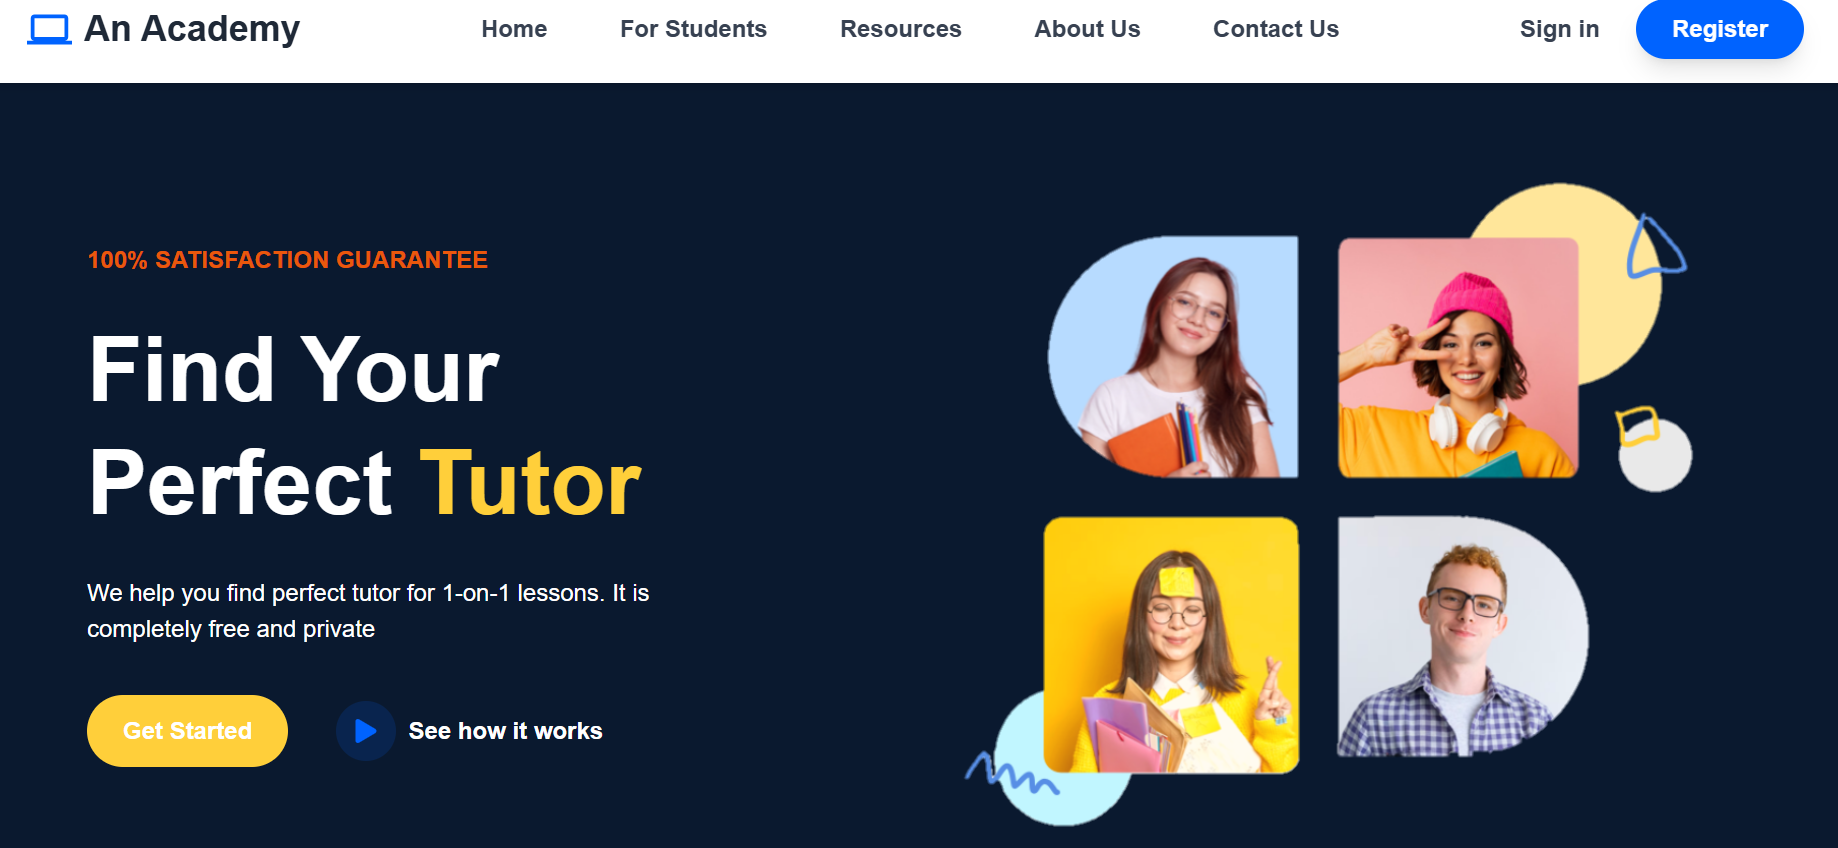 An Academy
Home
For Students
Resources
About Us
Contact Us
Sign in
Register
100% SATISFACTION GUARANTEE
Find Your
Perfect Tutor
We help you find perfect tutor for 1-on-1 lessons. It is
completely free and private
Get Started
See how it works